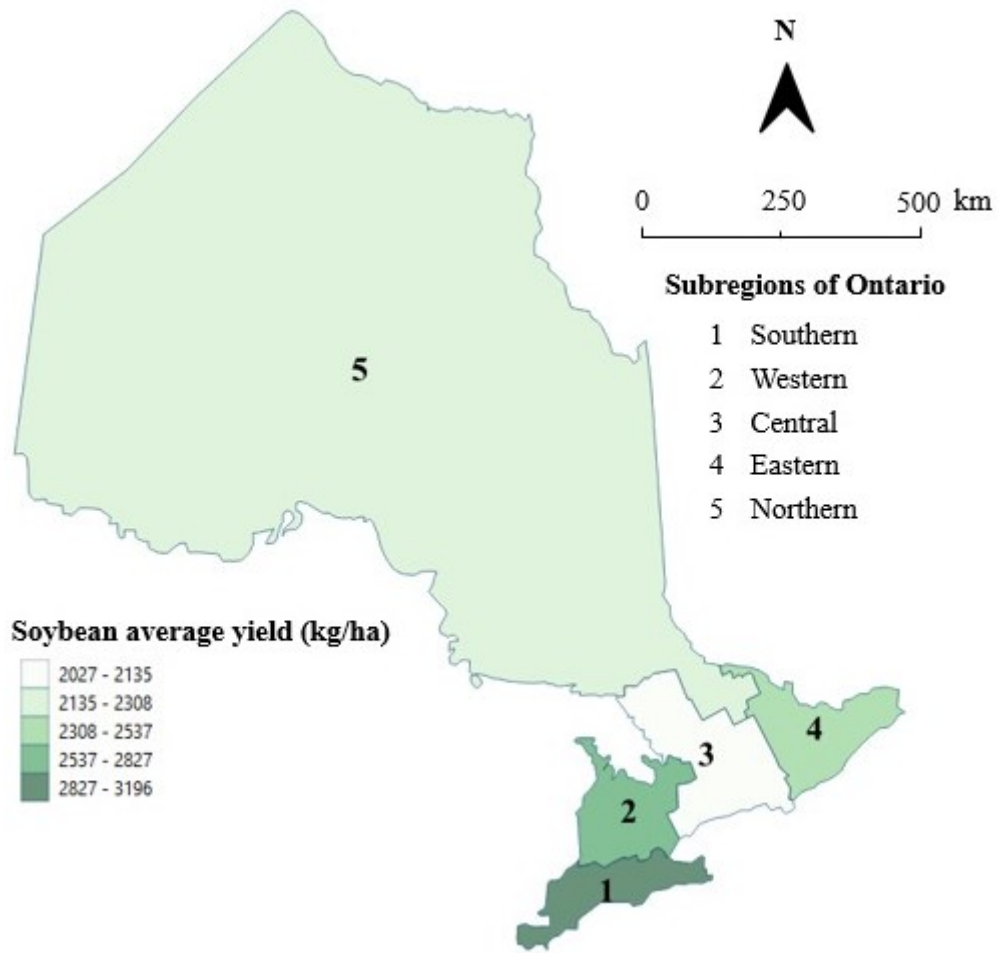 N
0 250 500 km
Subregions of Ontario
1 Southern
2 Western
3 Central
4 Eastern
5 Northern
5
Soybean average yield (kg/ha)
2027 - 2135
2135 - 2308
2308 - 2537
2537 - 2827
2827 - 3196
4
3
2
1